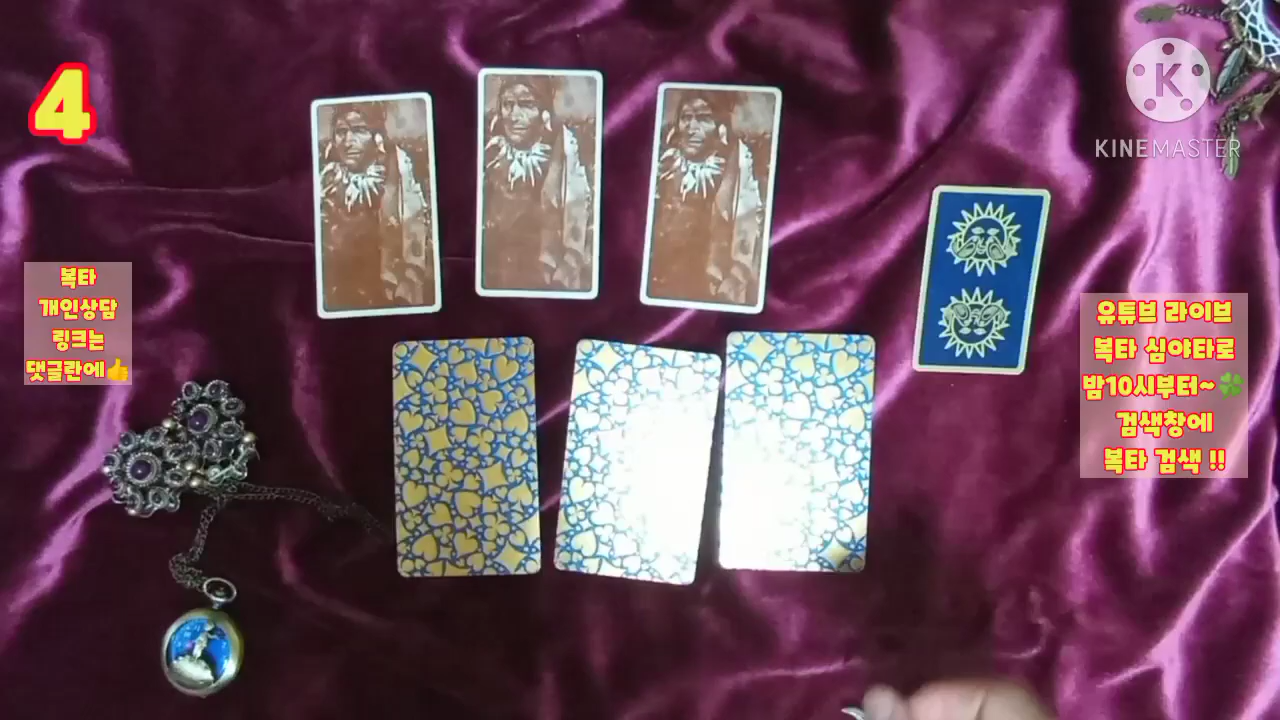 4
KINEMASTER
복타
개인상담
링크는
댓글란에👍
유튜브 라이브
복타 심야타로
밤10시부터~🍀
검색창에
복타 검색 !!